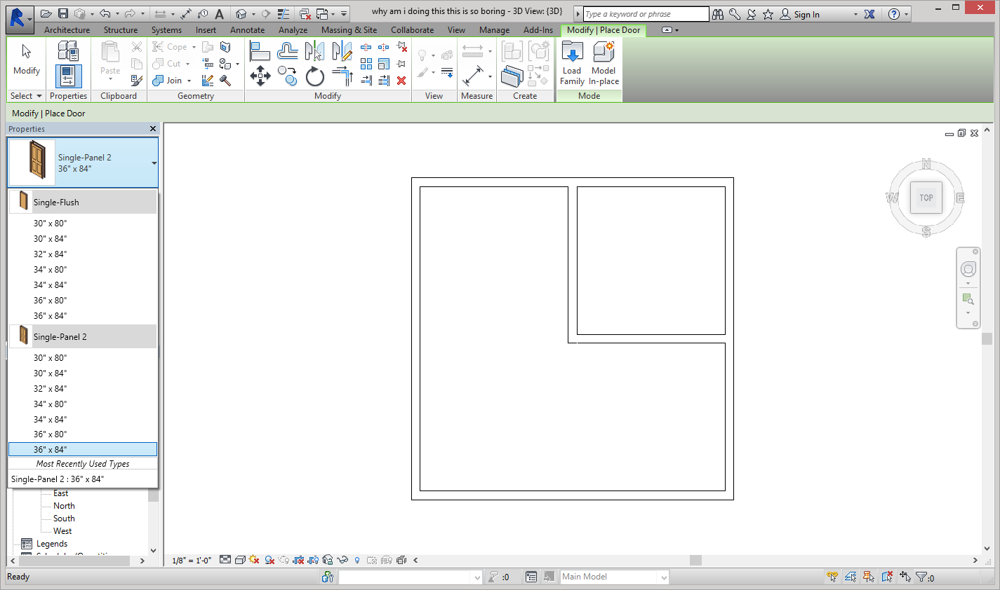 why am i doing this this is so boring - 3D View: {3D}
Type a keyword or phrase
Sign In
Architecture Structure Systems Insert Annotate Analyze Massing & Site Collaborate View Manage Add-Ins Modify | Place Door
Modify
Paste
Cope
Cut
Join
Load Family
Model In-place
Select Properties Clipboard Geometry Modify View Measure Create Mode
Modify | Place Door
Properties
Single-Panel 2
36" x 84"
Single-Flush
30" x 80"
30" x 84"
32" x 84"
34" x 80"
34" x 84"
36" x 80"
36" x 84"
Single-Panel 2
30" x 80"
30" x 84"
32" x 84"
34" x 80"
34" x 84"
36" x 80"
36" x 84"
Most Recently Used Types
Single-Panel 2 : 36" x 84"
East
North
South
West
Legends
N
W TOP E
S
1/8" = 1'-0"
Ready
:0
Main Model
:0